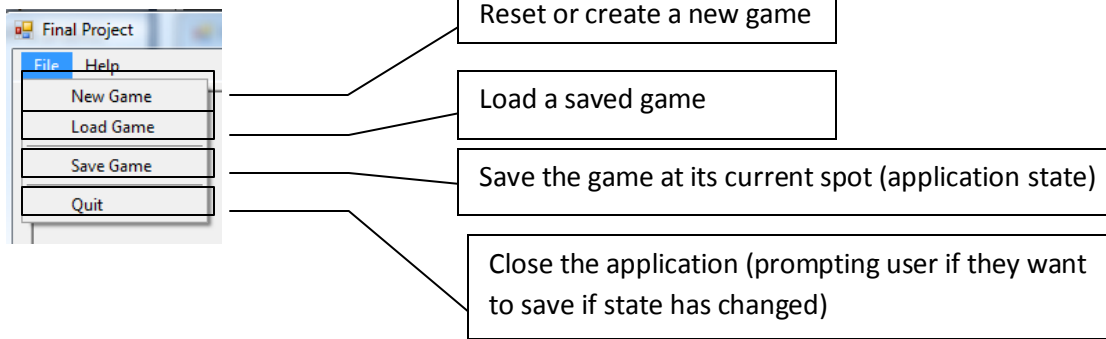 Final Project
File Help
New Game
Load Game
Save Game
Quit
Reset or create a new game
Load a saved game
Save the game at its current spot (application state)
Close the application (prompting user if they want
to save if state has changed)